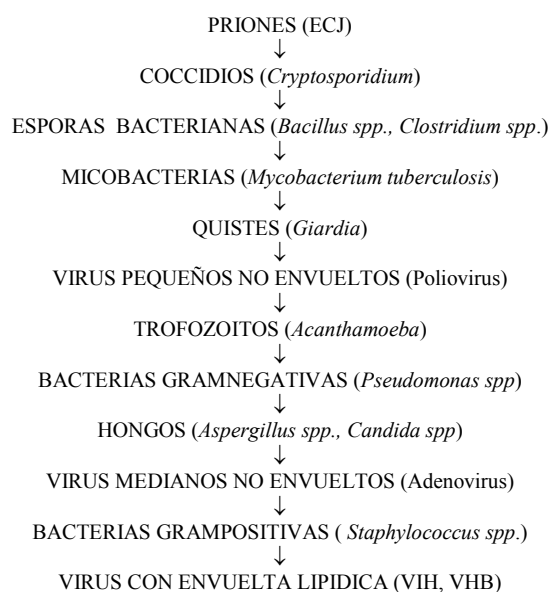 PRIONES (ECJ)
↓
COCCIDIOS (Cryptosporidium)
↓
ESPORAS BACTERIANAS (Bacillus spp., Clostridium spp.)
↓
MICOBACTERIAS (Mycobacterium tuberculosis)
↓
QUISTES (Giardia)
↓
VIRUS PEQUEÑOS NO ENVUELTOS (Poliovirus)
↓
TROFOZOITOS (Acanthamoeba)
↓
BACTERIAS GRAMNEGATIVAS (Pseudomonas spp)
↓
HONGOS (Aspergillus spp., Candida spp)
↓
VIRUS MEDIANOS NO ENVUELTOS (Adenovirus)
↓
BACTERIAS GRAMPOSITIVAS ( Staphylococcus spp.)
↓
VIRUS CON ENVUELTA LIPIDICA (VIH, VHB)